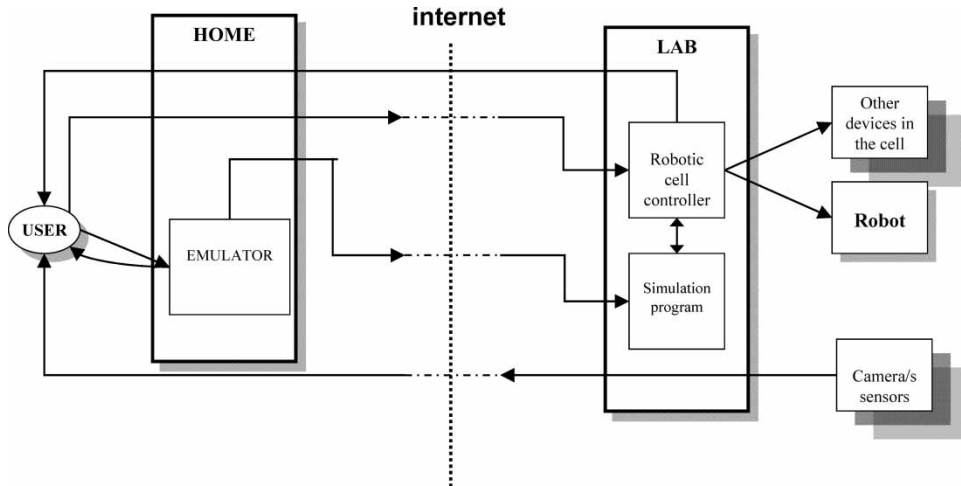 internet
HOME
LAB
Other
devices in
the cell
Robotic
cell
controller
Robot
USER
EMULATOR
Simulation
program
Camera/s
sensors